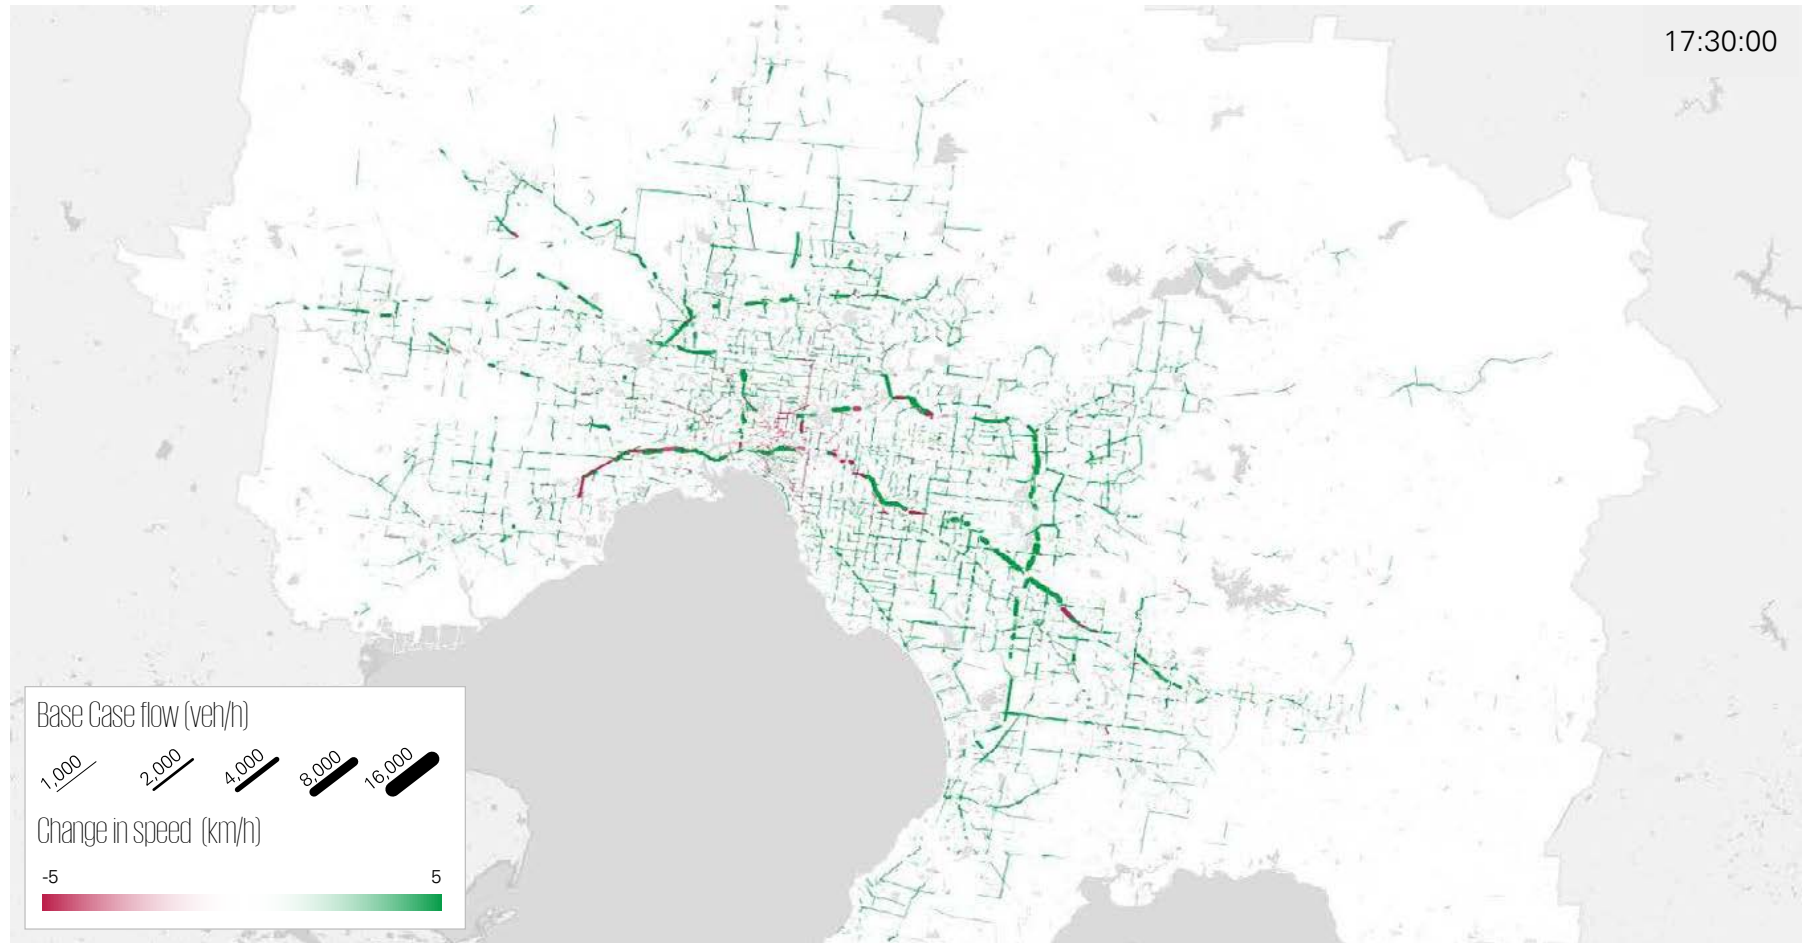 17:30:00
Base Case flow (veh/h)
1,000 2,000 4,000 8,000 16,000
Change in speed (km/h)
-5 5